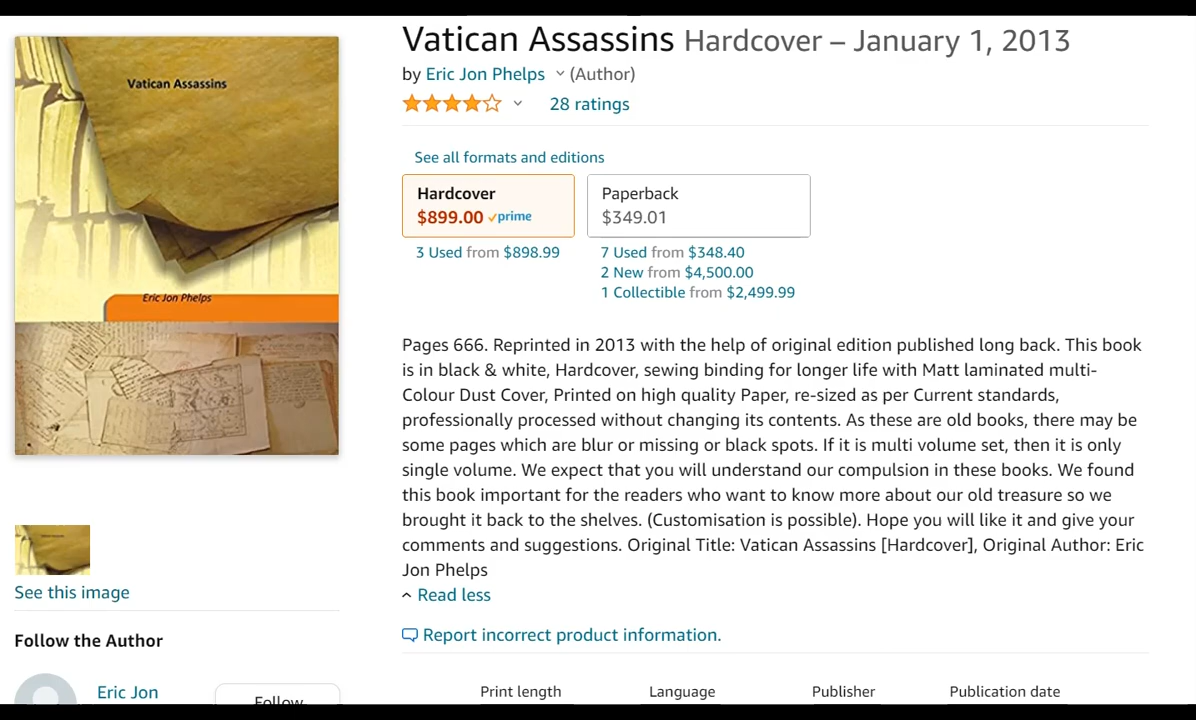 Vatican Assassins
Eric Jon Phelps
See this image
Follow the Author
Eric Jon
Follow
Vatican Assassins Hardcover – January 1, 2013
by Eric Jon Phelps (Author)
28 ratings
See all formats and editions
Hardcover
$899.00 prime
3 Used from $898.99
Paperback
$349.01
7 Used from $348.40
2 New from $4,500.00
1 Collectible from $2,499.99
Pages 666. Reprinted in 2013 with the help of original edition published long back. This book
is in black & white, Hardcover, sewing binding for longer life with Matt laminated multi-
Colour Dust Cover, Printed on high quality Paper, re-sized as per Current standards,
professionally processed without changing its contents. As these are old books, there may be
some pages which are blur or missing or black spots. If it is multi volume set, then it is only
single volume. We expect that you will understand our compulsion in these books. We found
this book important for the readers who want to know more about our old treasure so we
brought it back to the shelves. (Customisation is possible). Hope you will like it and give your
comments and suggestions. Original Title: Vatican Assassins [Hardcover], Original Author: Eric
Jon Phelps
Read less
Report incorrect product information.
Print length
Language
Publisher
Publication date